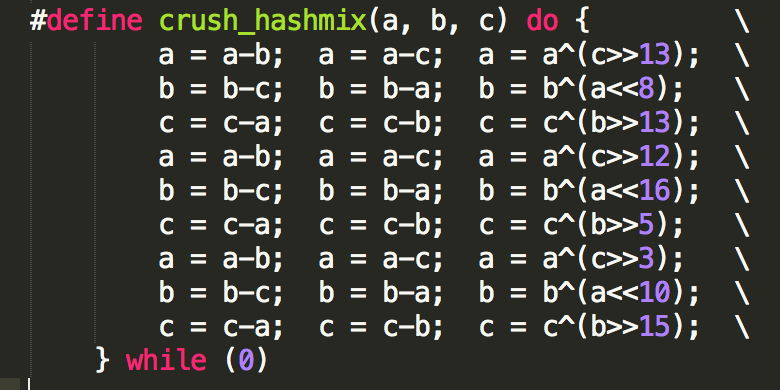 #define crush_hashmix(a, b, c) do { \
a = a-b; a = a-c; a = a^(c>>13); \
b = b-c; b = b-a; b = b^(a<<8); \
c = c-a; c = c-b; c = c^(b>>13); \
a = a-b; a = a-c; a = a^(c>>12); \
b = b-c; b = b-a; b = b^(a<<16); \
c = c-a; c = c-b; c = c^(b>>5); \
a = a-b; a = a-c; a = a^(c>>3); \
b = b-c; b = b-a; b = b^(a<<10); \
c = c-a; c = c-b; c = c^(b>>15); \
} while (0)